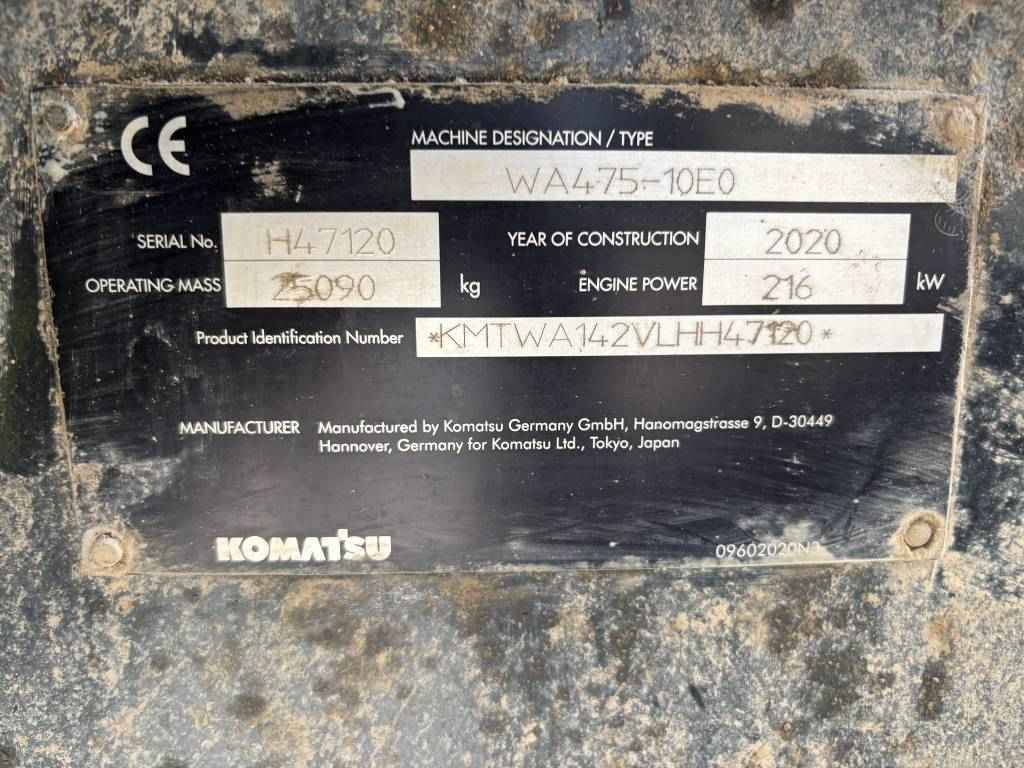 CE
MACHINE DESIGNATION / TYPE
WA475-10E0
SERIAL No. H47120 YEAR OF CONSTRUCTION 2020
OPERATING MASS 25090 kg ENGINE POWER 216 kW
Product Identification Number *KMTWA142VLHH47120*
MANUFACTURER Manufactured by Komatsu Germany GmbH, Hanomagstrasse 9, D-30449
Hannover, Germany for Komatsu Ltd., Tokyo, Japan
KOMATSU